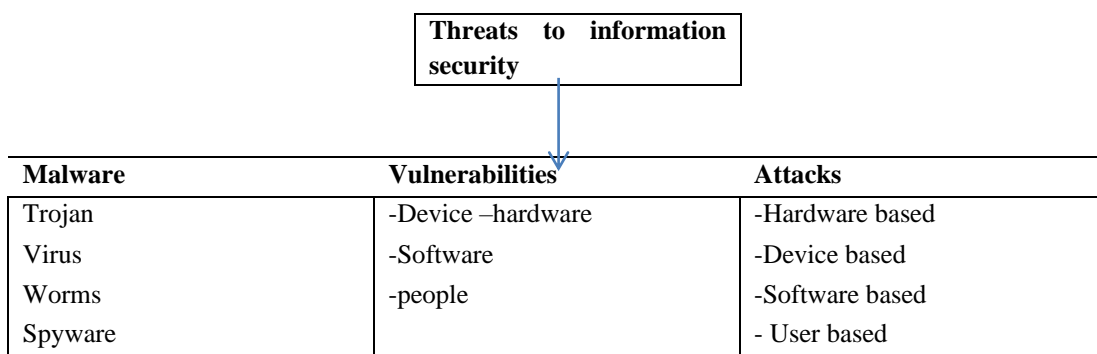 Threats to information
security
Malware Vulnerabilities Attacks
Trojan -Device –hardware -Hardware based
Virus -Software -Device based
Worms -people -Software based
Spyware - User based